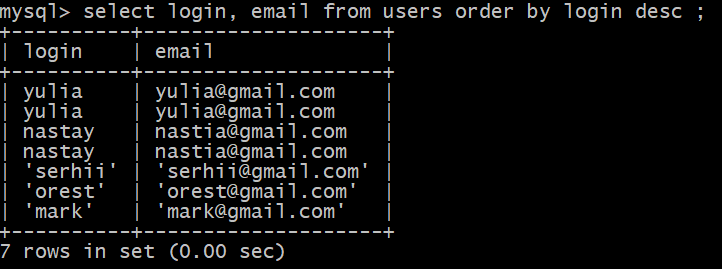 mysql> select login, email from users order by login desc ;
+----------+---------------------+
| login    | email               |
+----------+---------------------+
| yulia    | yulia@gmail.com     |
| yulia    | yulia@gmail.com     |
| nastay   | nastia@gmail.com    |
| nastay   | nastia@gmail.com    |
| 'serhii' | 'serhii@gmail.com'  |
| 'orest'  | 'orest@gmail.com'   |
| 'mark'   | 'mark@gmail.com'    |
+----------+---------------------+
7 rows in set (0.00 sec)